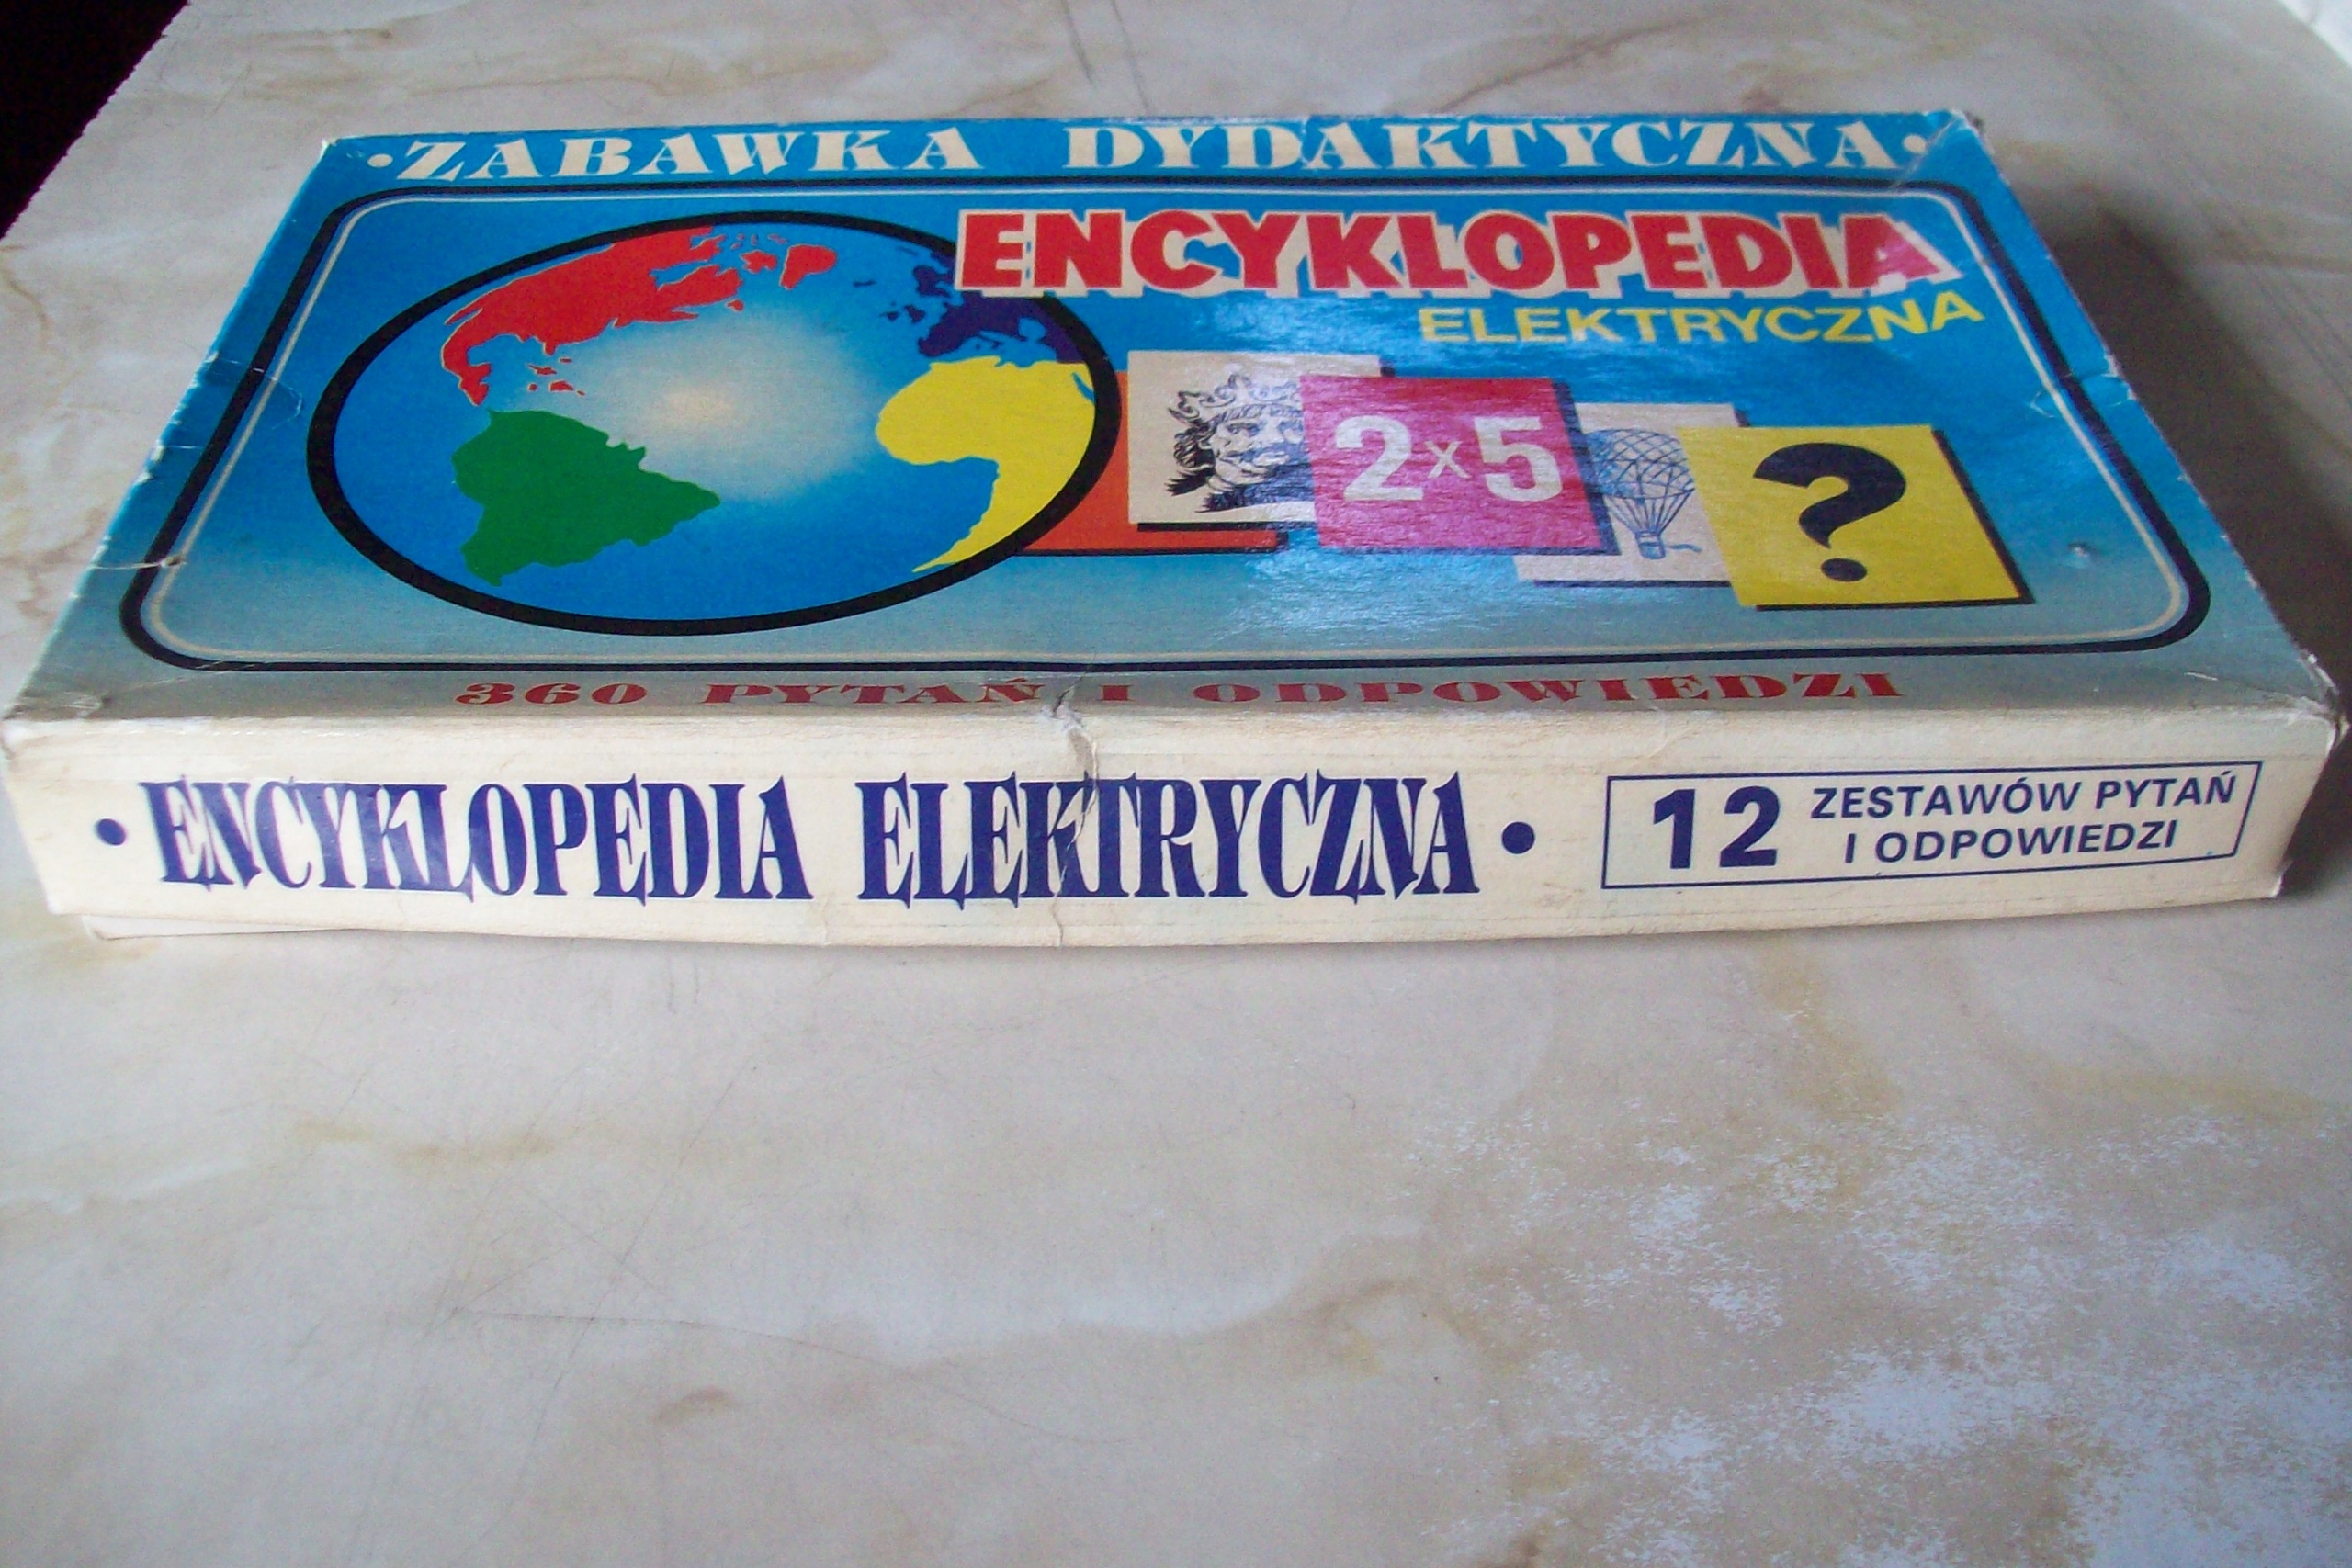 •ZABAWKA DYDAKTYCZNA•
ENCYKLOPEDIA
ELEKTRYCZNA
2x5
?
360 PYTAŃ I ODPOWIEDZI
• ENCYKLOPEDIA ELEKTRYCZNA •
12 ZESTAWÓW PYTAŃ
I ODPOWIEDZI